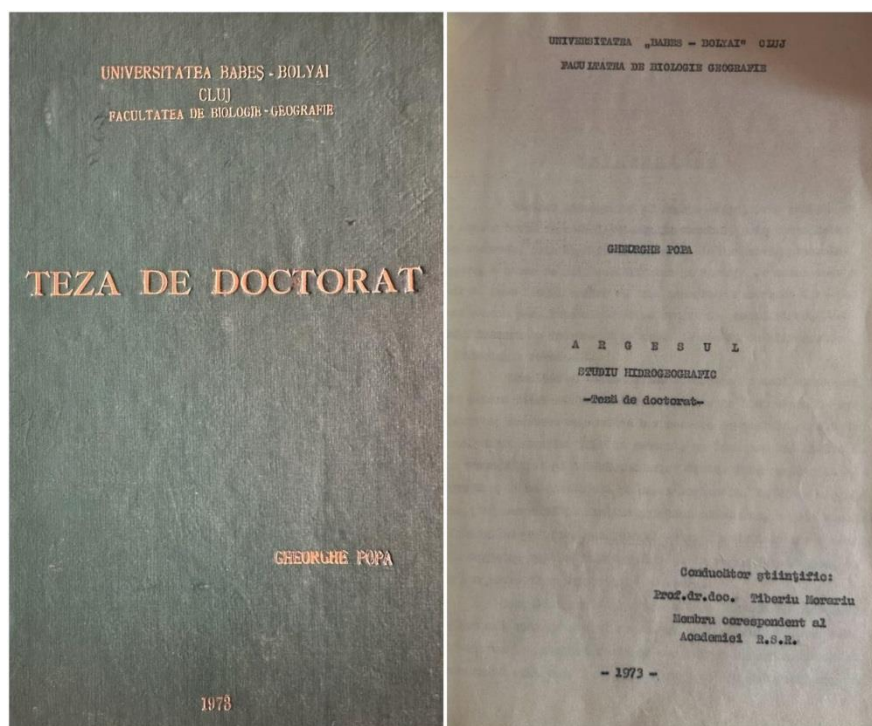 UNIVERSITATEA BABEŞ - BOLYAI
CLUJ
FACULTATEA DE BIOLOGIE-GEOGRAFIE
TEZA DE DOCTORAT
GHEORGHE POPA
1973
UNIVERSITATEA „BABES - BOLYAI" CLUJ
FACULTATEA DE BIOLOGIE GEOGRAFIE
GHEORGHE POPA
A R G E S U L
STUDIU HIDROGEOGRAFIC
-Teză de doctorat-
Conducător ştiinţific:
Prof.dr.doc. Tiberiu Morariu
Membru corespondent al
Academiei R.S.R.
- 1973 -